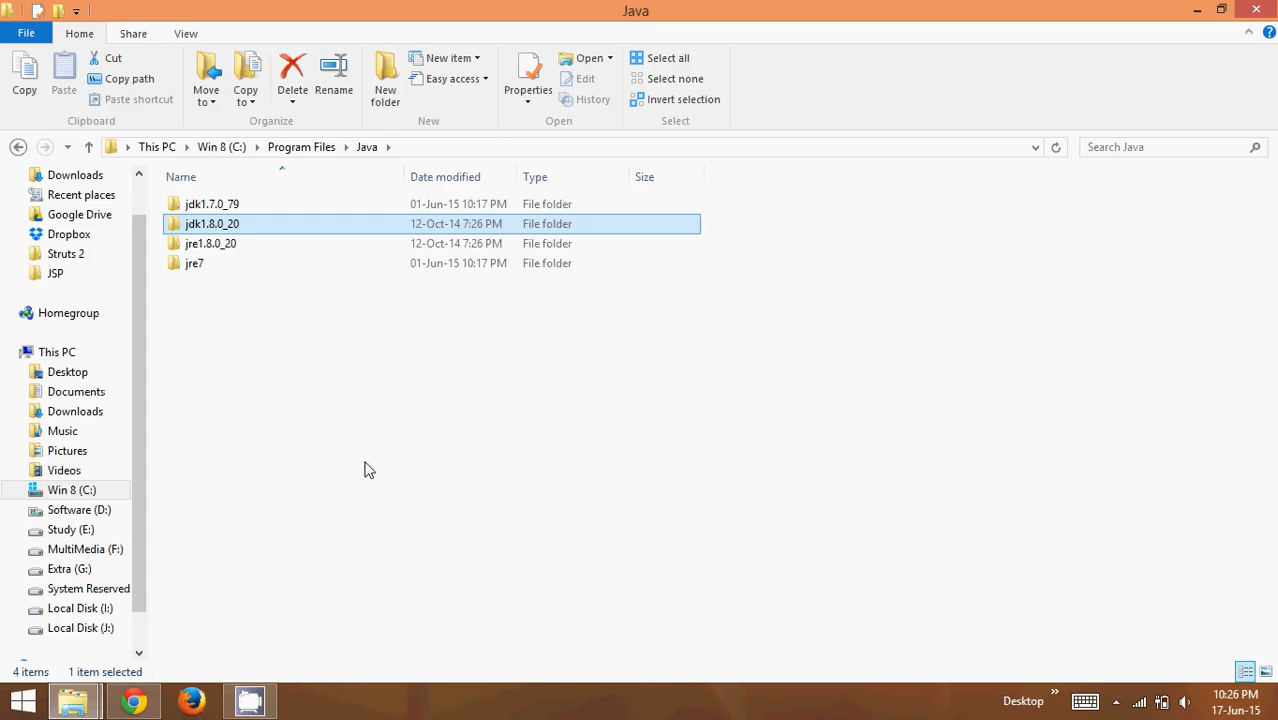 Java
File Home Share View
Copy Paste Cut Copy path Paste shortcut Move to Copy to Delete Rename New folder New item Easy access Properties Open Edit History Select all Select none Invert selection
Clipboard Organize New Open Select
This PC Win 8 (C:) Program Files Java Search Java
Name Date modified Type Size
jdk1.7.0_79 01-Jun-15 10:17 PM File folder
jdk1.8.0_20 12-Oct-14 7:26 PM File folder
jre1.8.0_20 12-Oct-14 7:26 PM File folder
jre7 01-Jun-15 10:17 PM File folder
Downloads
Recent places
Google Drive
Dropbox
Struts 2
JSP
Homegroup
This PC
Desktop
Documents
Downloads
Music
Pictures
Videos
Win 8 (C:)
Software (D:)
Study (E:)
MultiMedia (F:)
Extra (G:)
System Reserved
Local Disk (I:)
Local Disk (J:)
4 items 1 item selected
Desktop 10:26 PM
17-Jun-15